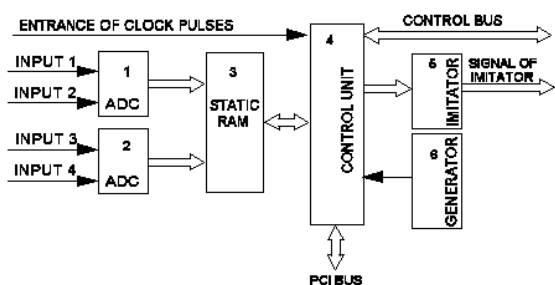 ENTRANCE OF CLOCK PULSES
CONTROL BUS
INPUT 1
INPUT 2
1
ADC
INPUT 3
INPUT 4
2
ADC
3
STATIC
RAM
4
CONTROL UNIT
5
IMITATOR
SIGNAL OF
IMITATOR
6
GENERATOR
PCI BUS